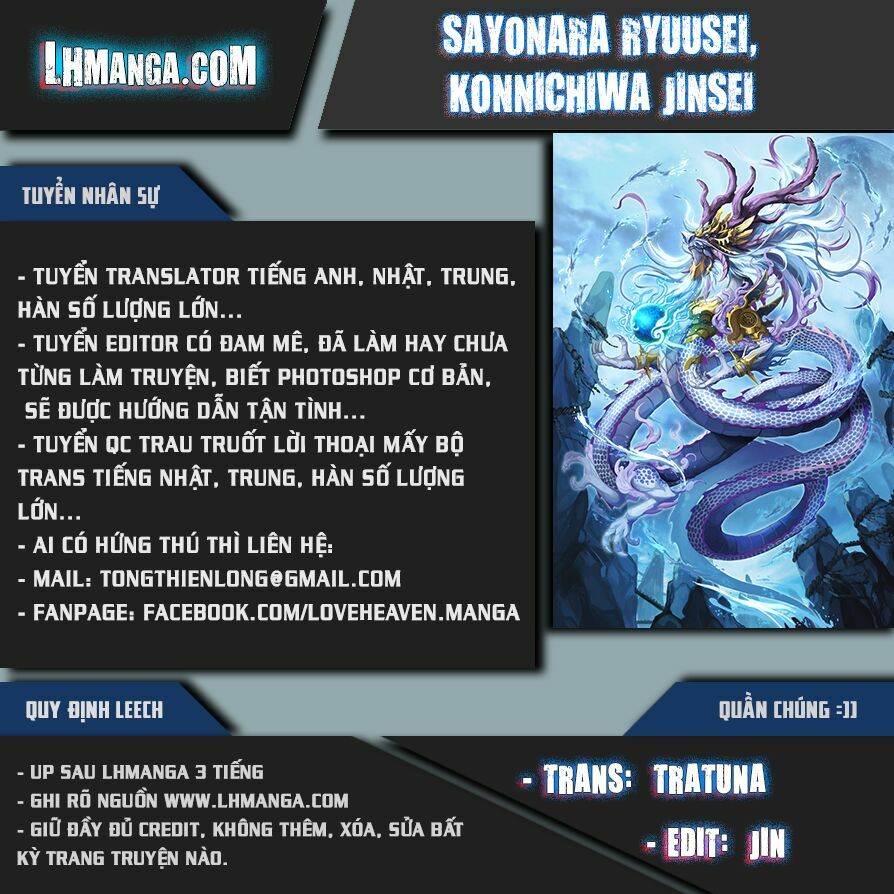 LHMANGA.COM
SAYONARA RYUUSEI,
KONNICHIWA JINSEI
TUYỂN NHÂN SỰ
- TUYỂN TRANSLATOR TIẾNG ANH, NHẬT, TRUNG,
HÀN SỐ LƯỢNG LỚN...
- TUYỂN EDITOR CÓ ĐAM MÊ, ĐÃ LÀM HAY CHƯA
TỪNG LÀM TRUYỆN, BIẾT PHOTOSHOP CƠ BẢN,
SẼ ĐƯỢC HƯỚNG DẪN TẬN TÌNH...
- TUYỂN QC TRAU TRUỐT LỜI THOẠI MẤY BỘ
TRANS TIẾNG NHẬT, TRUNG, HÀN SỐ LƯỢNG
LỚN...
- AI CÓ HỨNG THÚ THÌ LIÊN HỆ:
- MAIL: TONGTHIENLONG@GMAIL.COM
- FANPAGE: FACEBOOK.COM/LOVEHEAVEN.MANGA
QUY ĐỊNH LEECH
- UP SAU LHMANGA 3 TIẾNG
- GHI RÕ NGUỒN WWW.LHMANGA.COM
- GIỮ ĐẦY ĐỦ CREDIT, KHÔNG THÊM, XÓA, SỬA BẤT
KỲ TRANG TRUYỆN NÀO.
QUẦN CHÚNG =]]
- TRANS: TRATUNA
- EDIT: JIN